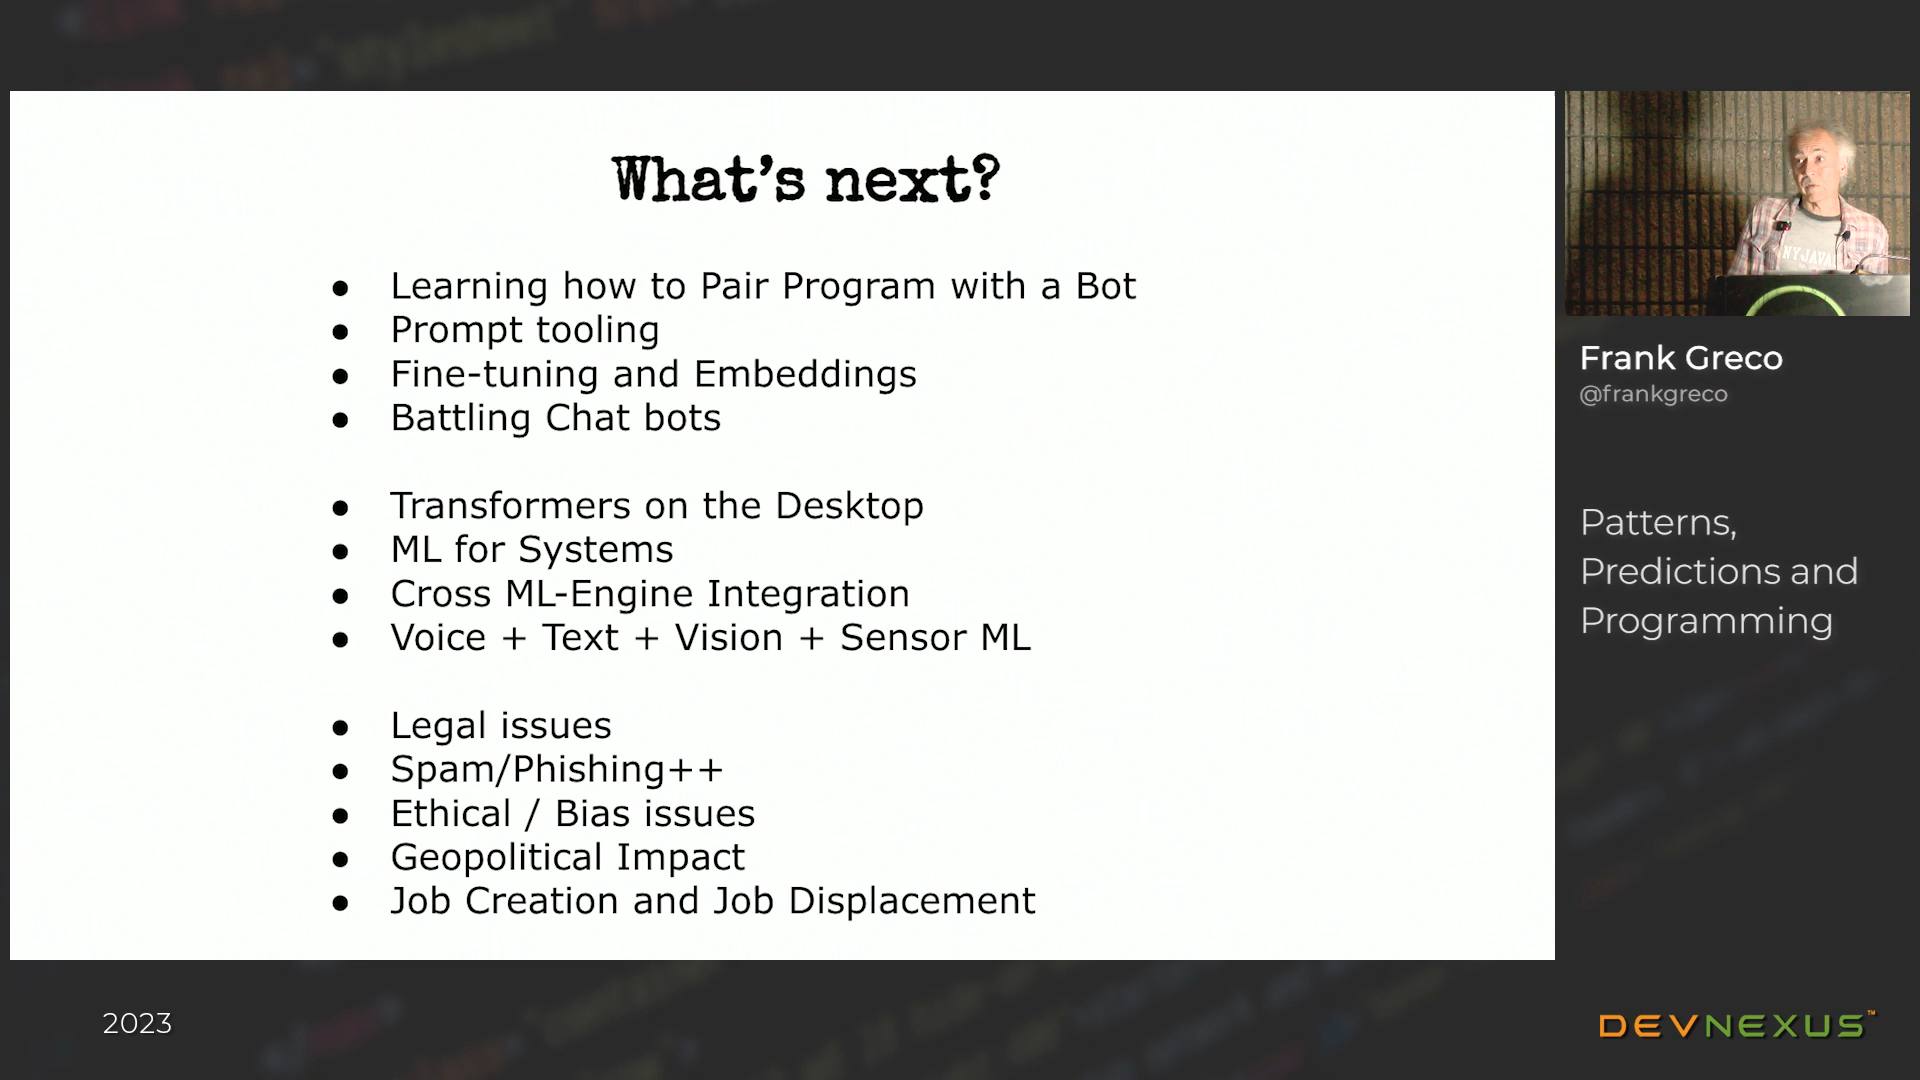 What's next?
● Learning how to Pair Program with a Bot
● Prompt tooling
● Fine-tuning and Embeddings
● Battling Chat bots
● Transformers on the Desktop
● ML for Systems
● Cross ML-Engine Integration
● Voice + Text + Vision + Sensor ML
● Legal issues
● Spam/Phishing++
● Ethical / Bias issues
● Geopolitical Impact
● Job Creation and Job Displacement
NYJAVA
Frank Greco
@frankgreco
Patterns,
Predictions and
Programming
2023
DEVNEXUS™